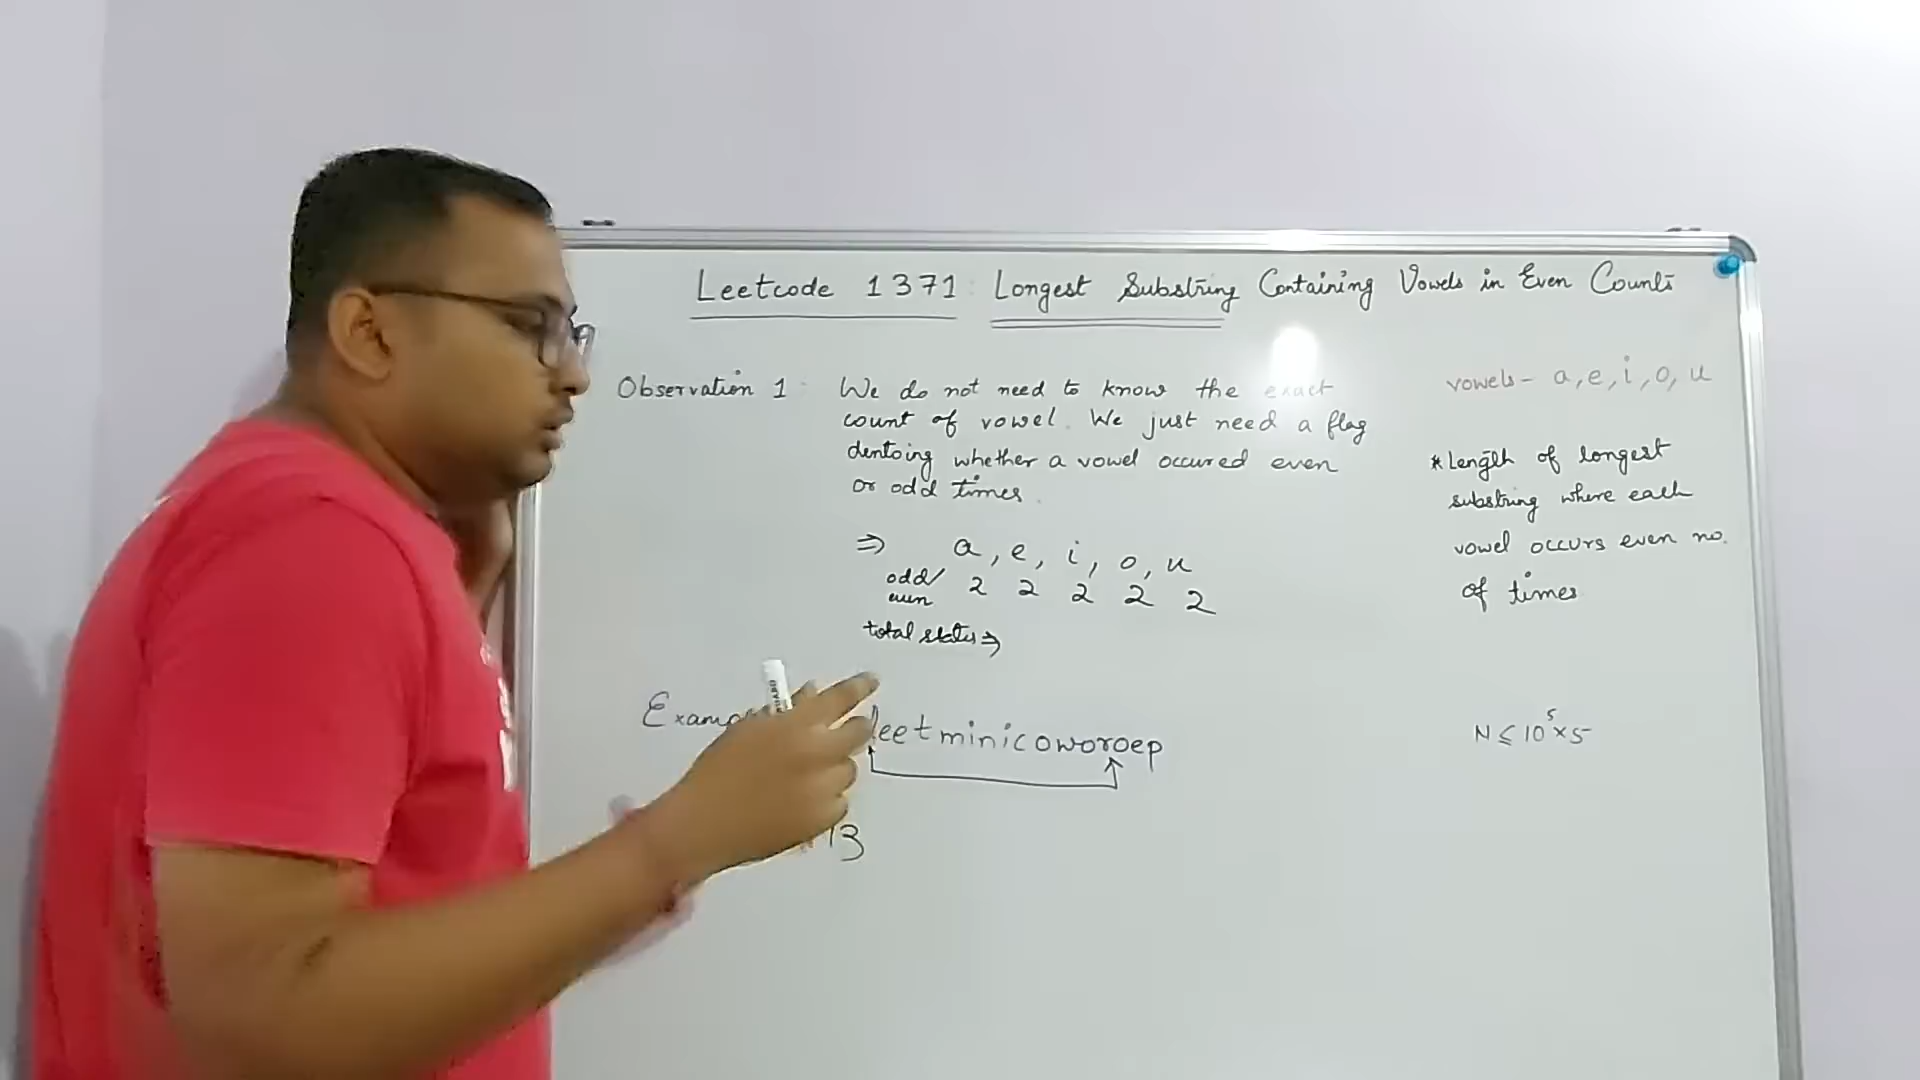 Leetcode 1371: Longest Substring Containing Vowels in Even Counts
Observation 1: We do not need to know the exact
count of vowel. We just need a flag
dentoing whether a vowel occured even
or odd times.
⇒ a, e, i, o, u
odd/
even 2 2 2 2 2
total states ⇒
vowels - a, e, i, o, u
* Length of longest
substring where each
vowel occurs even no.
of times
leetminicoworoep
13
N ≤ 10⁵ x 5